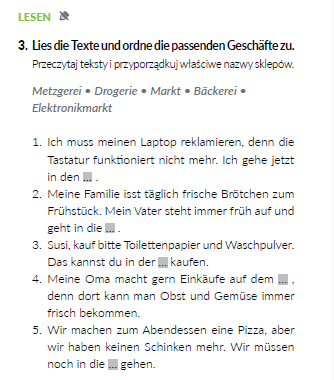 LESEN
3. Lies die Texte und ordne die passenden Geschäfte zu.
Przeczytaj teksty i przyporządkuj właściwe nazwy sklepów.
Metzgerei • Drogerie • Markt • Bäckerei •
Elektronikmarkt
1. Ich muss meinen Laptop reklamieren, denn die
Tastatur funktioniert nicht mehr. Ich gehe jetzt
in den ... .
2. Meine Familie isst täglich frische Brötchen zum
Frühstück. Mein Vater steht immer früh auf und
geht in die ... .
3. Susi, kauf bitte Toilettenpapier und Waschpulver.
Das kannst du in der ... kaufen.
4. Meine Oma macht gern Einkäufe auf dem ... ,
denn dort kann man Obst und Gemüse immer
frisch bekommen.
5. Wir machen zum Abendessen eine Pizza, aber
wir haben keinen Schinken mehr. Wir müssen
noch in die ... gehen.